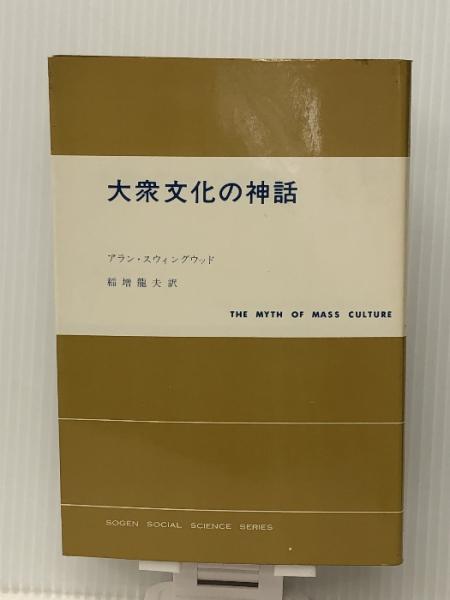 大衆文化の神話
アラン・スウィングウッド
稲増龍夫訳
THE MYTH OF MASS CULTURE
SOGEN SOCIAL SCIENCE SERIES